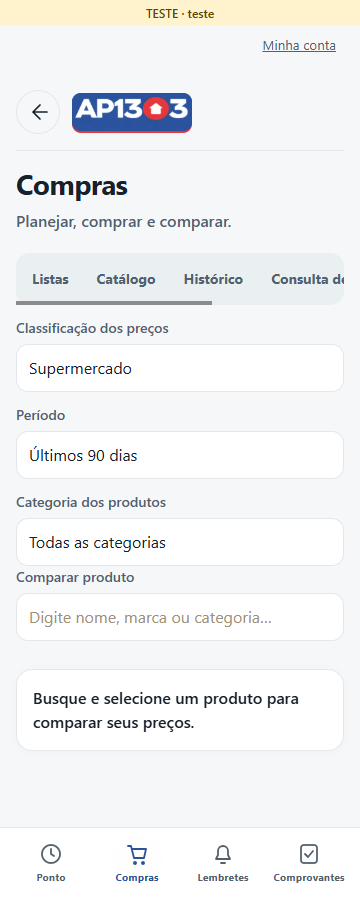 TESTE · teste
Minha conta
AP1303
Compras
Planejar, comprar e comparar.
Listas Catálogo Histórico Consulta de
Classificação dos preços
Supermercado
Período
Últimos 90 dias
Categoria dos produtos
Todas as categorias
Comparar produto
Digite nome, marca ou categoria...
Busque e selecione um produto para
comparar seus preços.
Ponto Compras Lembretes Comprovantes